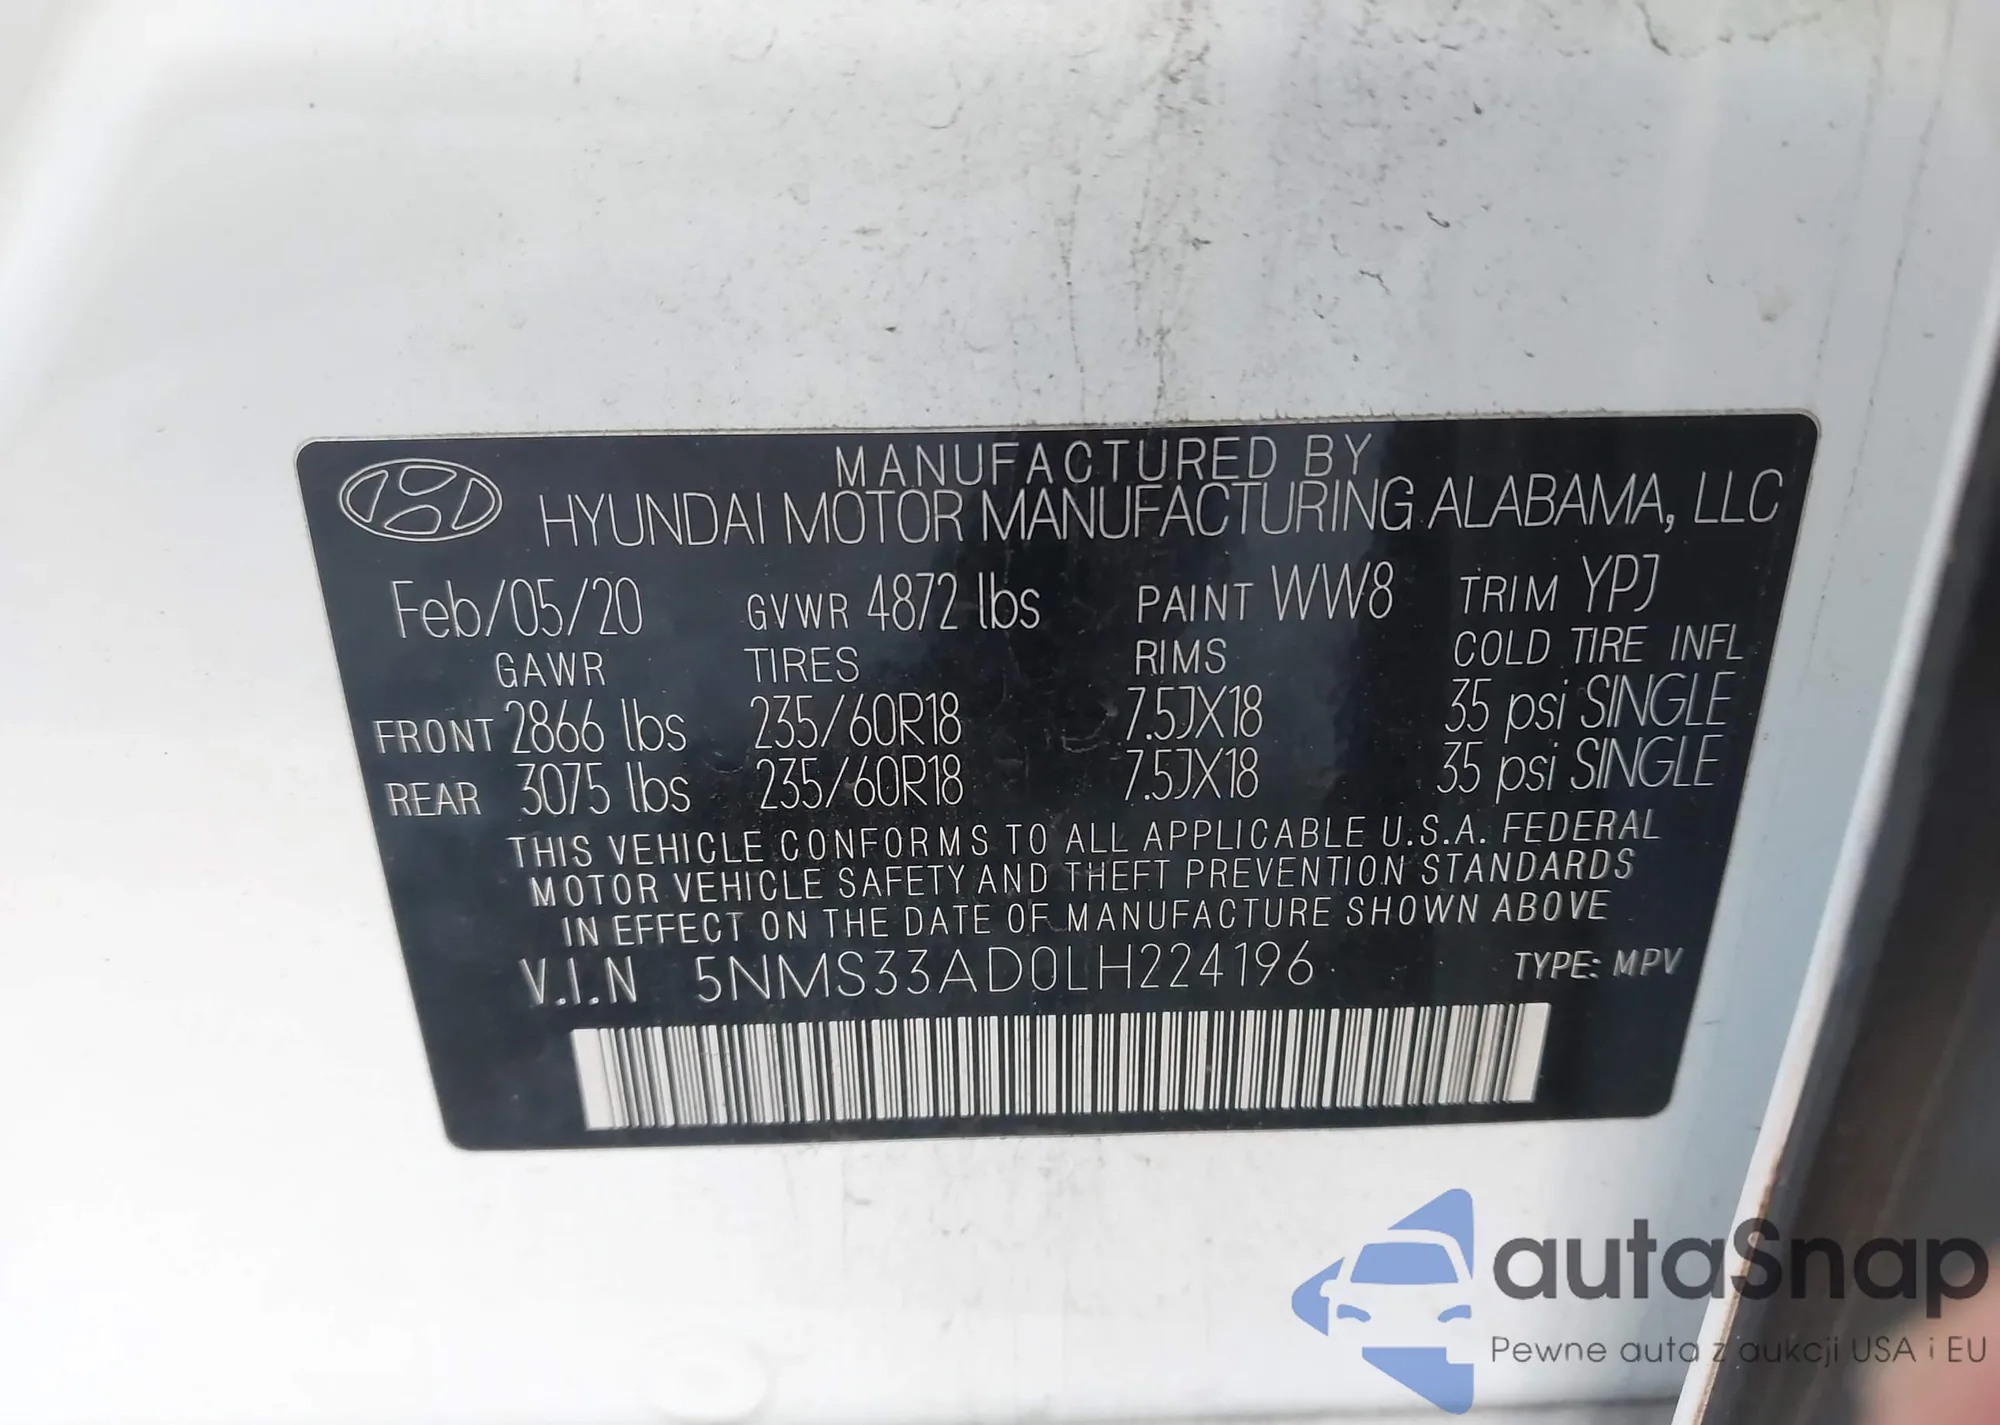 MANUFACTURED BY
HYUNDAI MOTOR MANUFACTURING ALABAMA, LLC
Feb/05/20 GVWR 4872 lbs PAINT WW8 TRIM YPJ
GAWR TIRES RIMS COLD TIRE INFL
FRONT 2866 lbs 235/60R18 7.5JX18 35 psi SINGLE
REAR 3075 lbs 235/60R18 7.5JX18 35 psi SINGLE
THIS VEHICLE CONFORMS TO ALL APPLICABLE U.S.A. FEDERAL
MOTOR VEHICLE SAFETY AND THEFT PREVENTION STANDARDS
IN EFFECT ON THE DATE OF MANUFACTURE SHOWN ABOVE
V.I.N 5NMS33AD0LH224196 TYPE: MPV
autaSnap
Pewne auta z aukcji USA i EU